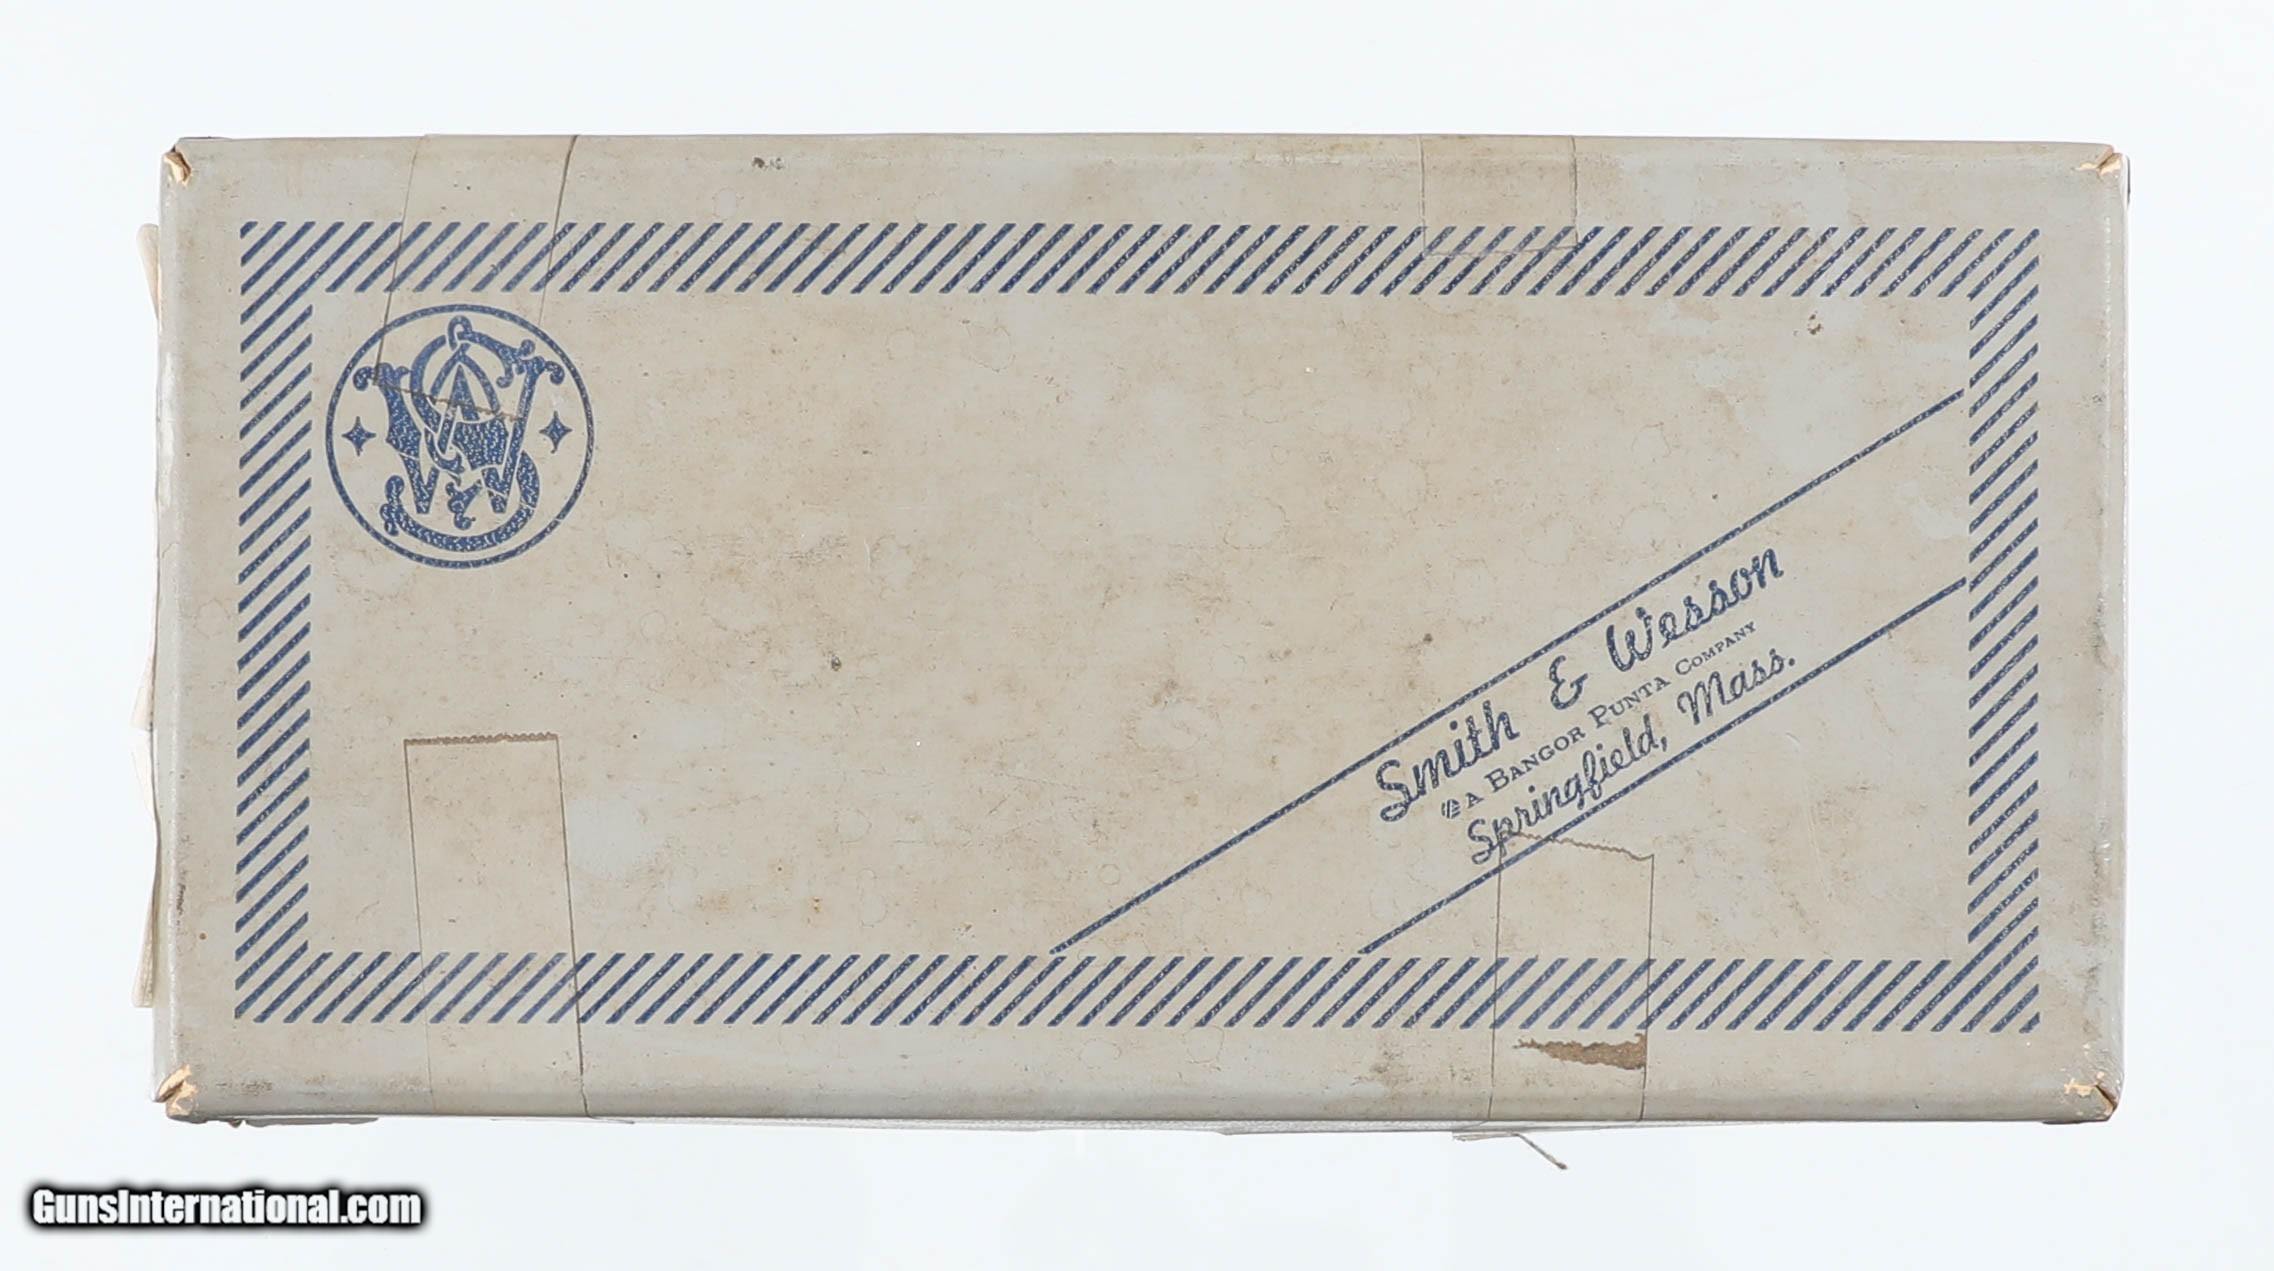 Smith & Wesson
A BANGOR PUNTA COMPANY
Springfield, Mass.
GunsInternational.com